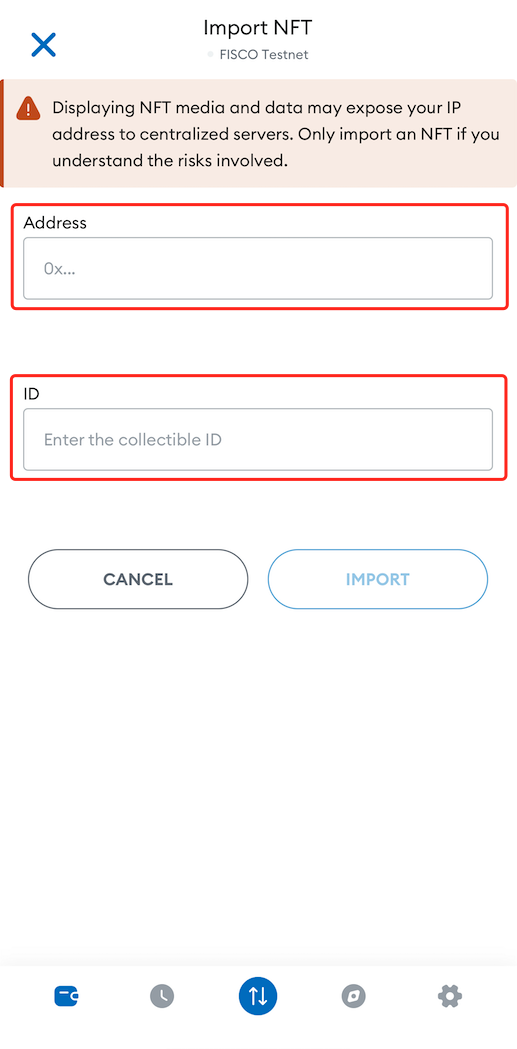 Import NFT
FISCO Testnet
Displaying NFT media and data may expose your IP
address to centralized servers. Only import an NFT if you
understand the risks involved.
Address
0x...
ID
Enter the collectible ID
CANCEL
IMPORT